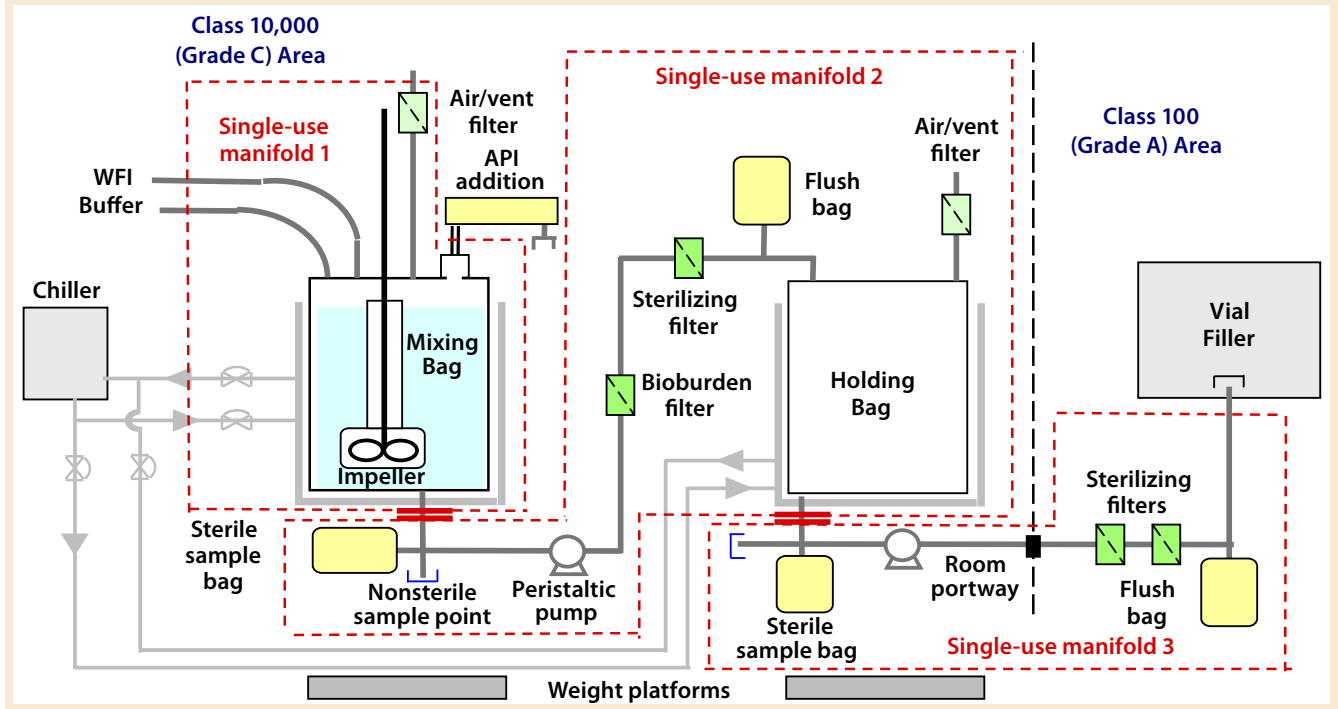 Class 10,000
(Grade C) Area
Single-use manifold 2
Air/vent
filter
Class 100
(Grade A) Area
Single-use
manifold 1
API
addition
Air/vent
filter
WFI
Buffer
Flush
bag
Chiller
Sterilizing
filter
Vial
Filler
Mixing
Bag
Bioburden
filter
Holding
Bag
Impeller
Sterilizing
filters
Sterile
sample
bag
Nonsterile
sample point
Peristaltic
pump
Room
portway
Flush
bag
Sterile
sample bag
Single-use manifold 3
Weight platforms